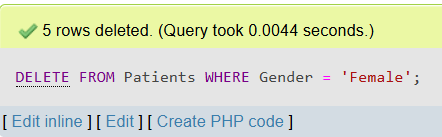 5 rows deleted. (Query took 0.0044 seconds.)
DELETE FROM Patients WHERE Gender = 'Female';
[ Edit inline ] [ Edit ] [ Create PHP code ]